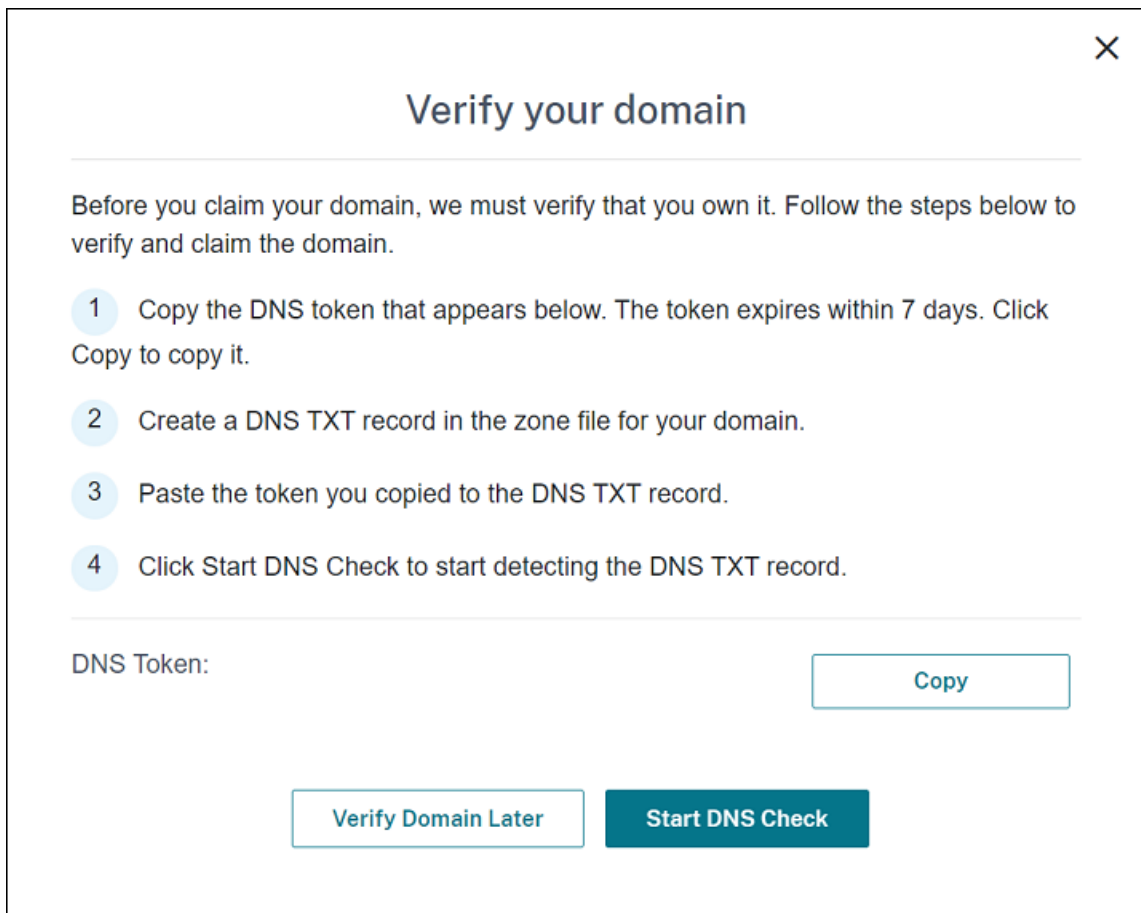 Verify your domain
Before you claim your domain, we must verify that you own it. Follow the steps below to
verify and claim the domain.
1 Copy the DNS token that appears below. The token expires within 7 days. Click
Copy to copy it.
2 Create a DNS TXT record in the zone file for your domain.
3 Paste the token you copied to the DNS TXT record.
4 Click Start DNS Check to start detecting the DNS TXT record.
DNS Token:
Copy
Verify Domain Later
Start DNS Check